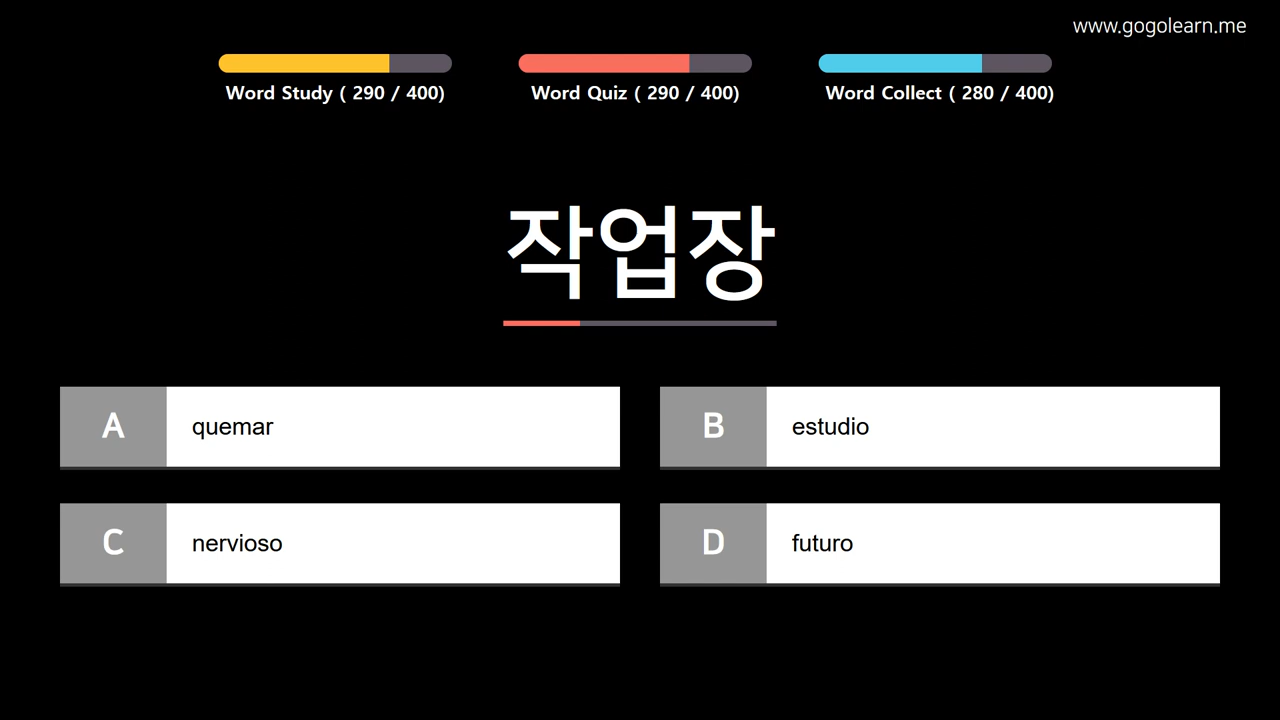 www.gogolearn.me
Word Study ( 290 / 400)
Word Quiz ( 290 / 400)
Word Collect ( 280 / 400)
작업장
A quemar
B estudio
C nervioso
D futuro